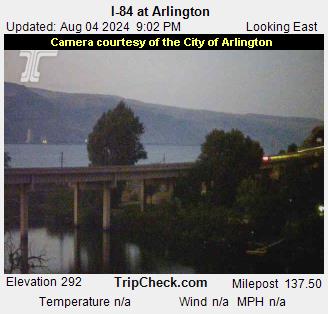 I-84 at Arlington
Updated: Aug 04 2024 9:02 PM Looking East
Camera courtesy of the City of Arlington
Elevation 292 TripCheck.com Milepost 137.50
Temperature n/a Wind n/a MPH n/a